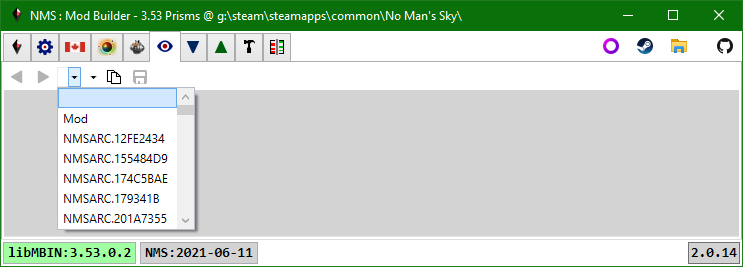 NMS : Mod Builder - 3.53 Prisms @ g:\steam\steamapps\common\No Man's Sky\
Mod
NMSARC.12FE2434
NMSARC.155484D9
NMSARC.174C5BAE
NMSARC.179341B
NMSARC.201A7355
libMBIN:3.53.0.2 NMS:2021-06-11 2.0.14